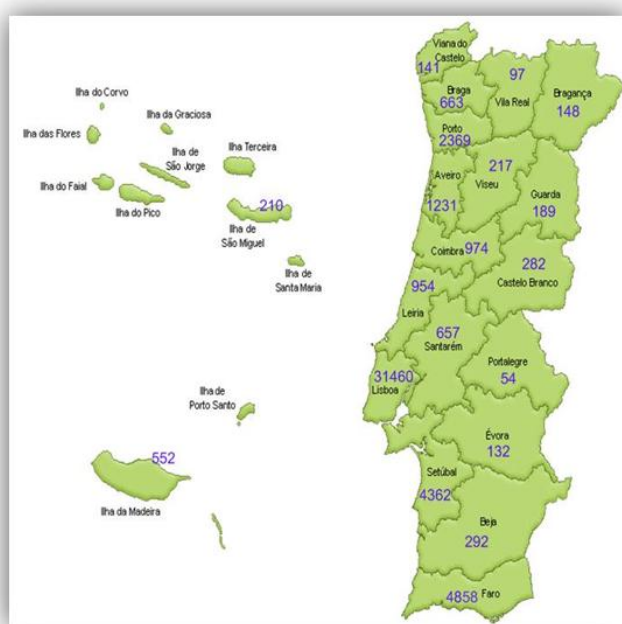 Viana do
Castelo
141
Braga
663
97
Vila Real
Bragança
148
Porto
2369
Aveiro
1231
217
Viseu
Guarda
189
Coimbra 974
282
Castelo Branco
954
Leiria
657
Santarém
31460
Lisboa
Portalegre
54
Évora
132
Setúbal
4362
Beja
292
4858 Faro
Ilha do Corvo
Ilha das Flores
Ilha da Graciosa
Ilha de
São Jorge
Ilha Terceira
Ilha do Faial
Ilha do Pico
210
Ilha de
São Miguel
Ilha de
Santa Maria
Ilha de
Porto Santo
552
Ilha da Madeira